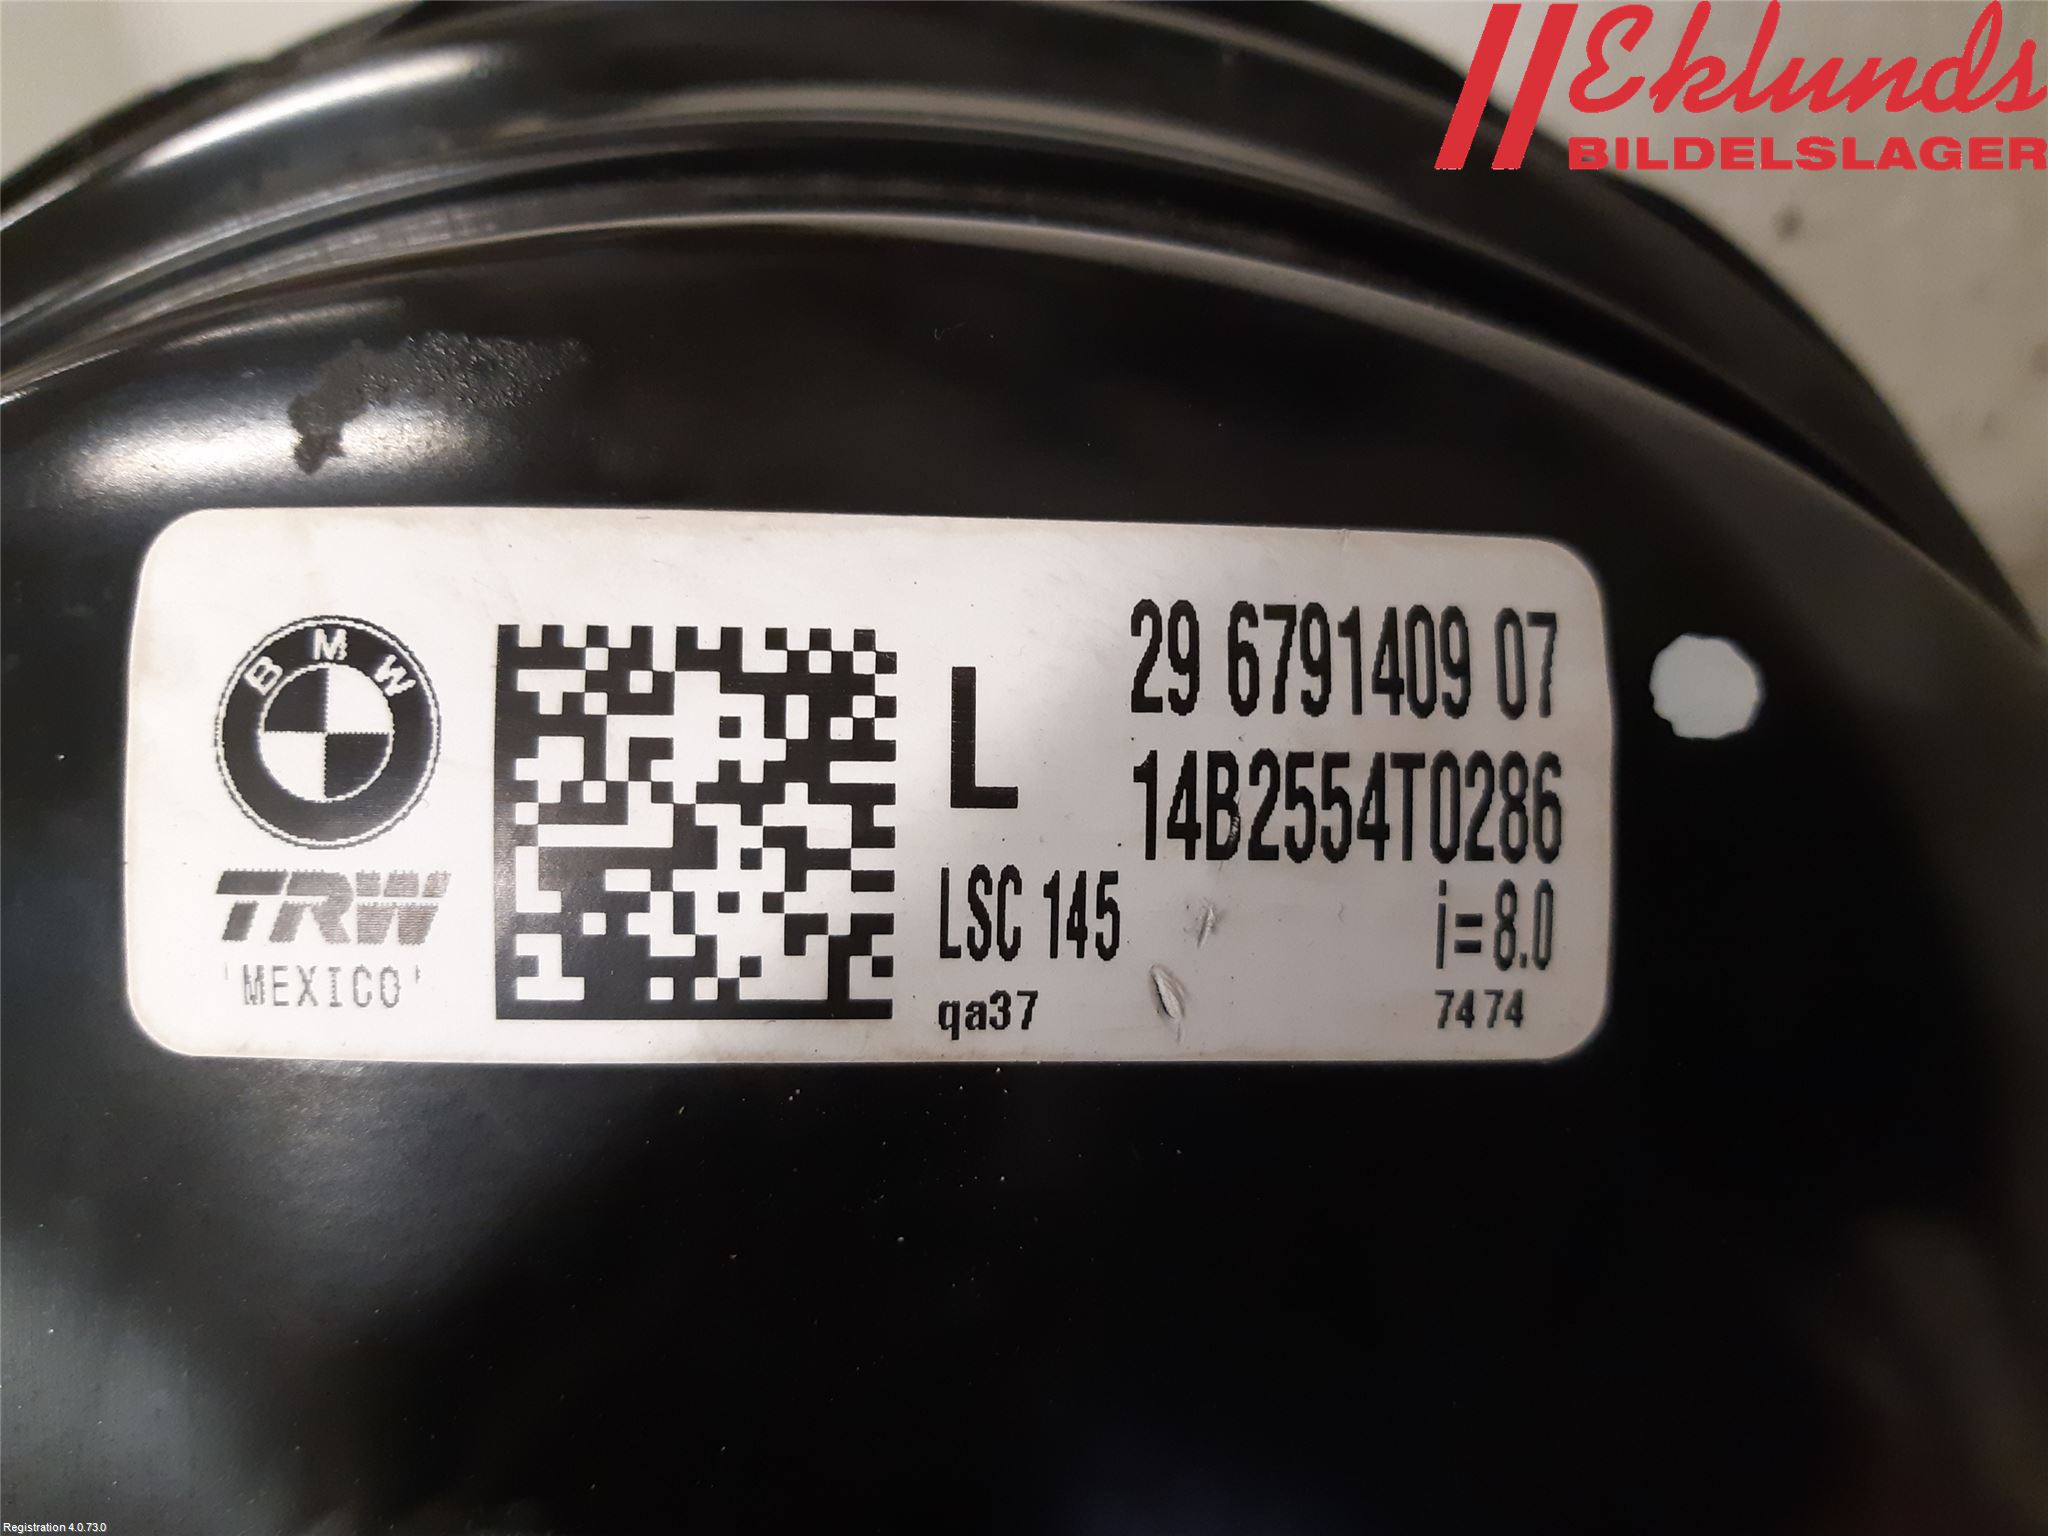 Eklunds
BILDELSLAGER
BMW
TRW
'MEXICO'
L
29 6791409 07
14B2554T0286
LSC 145
i=8.0
qa37
7474
Registration 4.0.73.0